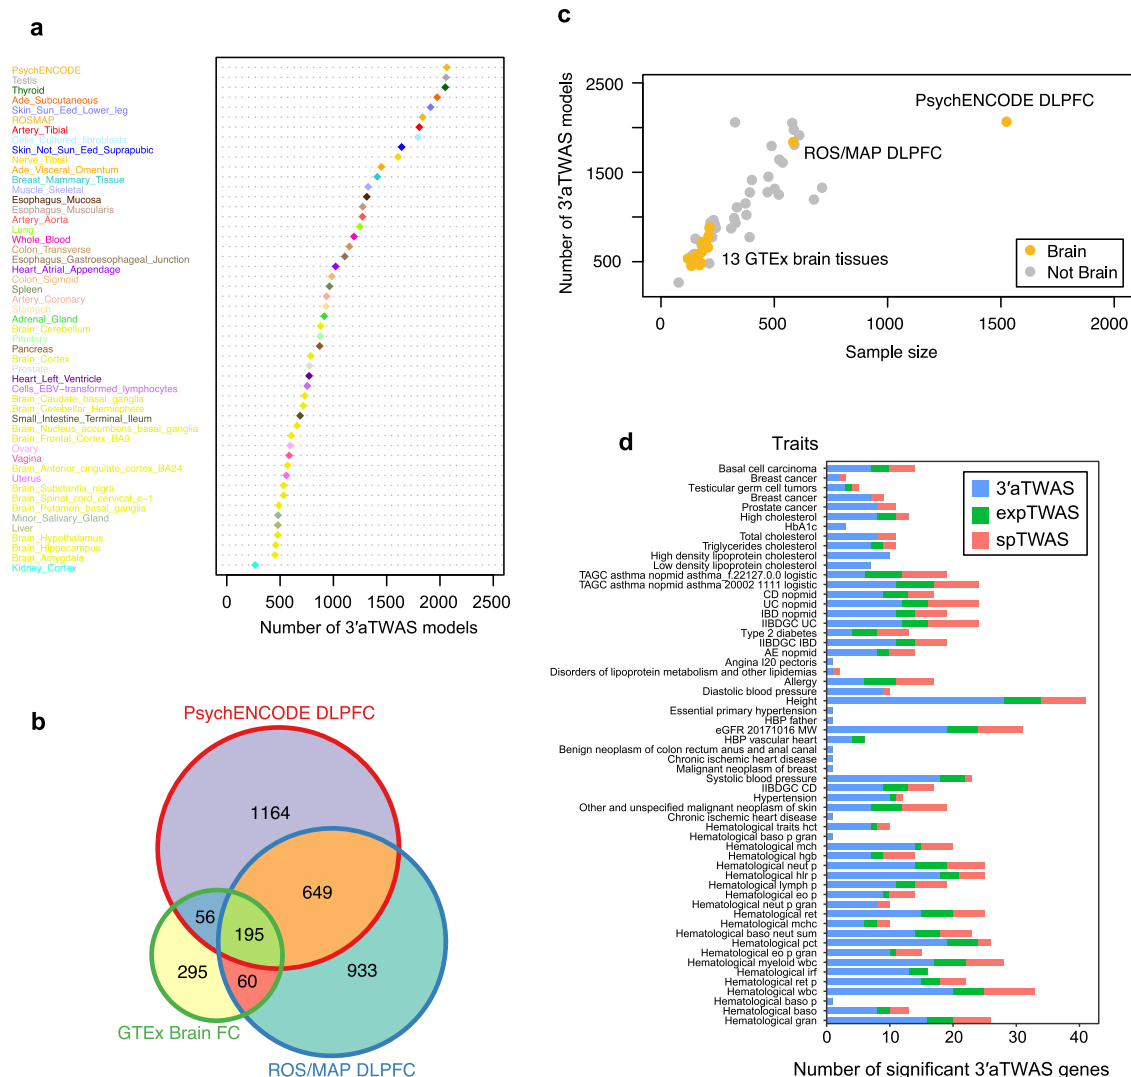 a
PsychENCODE
Testis
Thyroid
Ade_Subcutaneous
Skin_Sun_Eed_Lower_leg
ROSMAP
Artery_Tibial
Cells_Cultured_fibroblasts
Skin_Not_Sun_Eed_Suprapubic
Nerve_Tibial
Ade_Visceral_Omentum
Breast_Mammary_Tissue
Muscle_Skeletal
Esophagus_Mucosa
Esophagus_Muscularis
Artery_Aorta
Lung
Whole_Blood
Colon_Transverse
Esophagus_Gastroesophageal_Junction
Heart_Atrial_Appendage
Colon_Sigmoid
Spleen
Artery_Coronary
Stomach
Adrenal_Gland
Brain_Cerebellum
Pituitary
Pancreas
Brain_Cortex
Prostate
Heart_Left_Ventricle
Cells_EBV−transformed_lymphocytes
Brain_Caudate_basal_ganglia
Brain_Cerebellar_Hemisphere
Small_Intestine_Terminal_Ileum
Brain_Nucleus_accumbens_basal_ganglia
Brain_Frontal_Cortex_BA9
Ovary
Vagina
Brain_Anterior_cingulate_cortex_BA24
Uterus
Brain_Substantia_nigra
Brain_Spinal_cord_cervical_c−1
Brain_Putamen_basal_ganglia
Minor_Salivary_Gland
Liver
Brain_Hypothalamus
Brain_Hippocampus
Brain_Amygdala
Kidney_Cortex
0 500 1000 1500 2000 2500
Number of 3′aTWAS models
b
PsychENCODE DLPFC
1164
649
56
195
295
60
933
GTEx Brain FC
ROS/MAP DLPFC
c
Number of 3′aTWAS models
2500
1500
500
PsychENCODE DLPFC
ROS/MAP DLPFC
13 GTEx brain tissues
Brain
Not Brain
0 500 1000 1500 2000
Sample size
d
Traits
3′aTWAS
expTWAS
spTWAS
Basal cell carcinoma
Breast cancer
Testicular germ cell tumors
Breast cancer
Prostate cancer
High cholesterol
HbA1c
Total cholesterol
Triglycerides cholesterol
High density lipoprotein cholesterol
Low density lipoprotein cholesterol
TAGC asthma nopmid asthma_f.22127.0.0 logistic
TAGC asthma nopmid asthma 20002 1111 logistic
CD nopmid
UC nopmid
IBD nopmid
IIBDGC UC
Type 2 diabetes
IIBDGC IBD
AE nopmid
Angina I20 pectoris
Disorders of lipoprotein metabolism and other lipidemias
Allergy
Diastolic blood pressure
Height
Essential primary hypertension
HBP father
eGFR 20171016 MW
HBP vascular heart
Benign neoplasm of colon rectum anus and anal canal
Chronic ischemic heart disease
Malignant neoplasm of breast
Systolic blood pressure
IIBDGC CD
Hypertension
Other and unspecified malignant neoplasm of skin
Chronic ischemic heart disease
Hematological traits hct
Hematological baso p gran
Hematological mch
Hematological hgb
Hematological neut p
Hematological hlr p
Hematological lymph p
Hematological eo p
Hematological neut p gran
Hematological ret
Hematological mchc
Hematological baso neut sum
Hematological pct
Hematological eo p gran
Hematological myeloid wbc
Hematological irf
Hematological ret p
Hematological wbc
Hematological baso p
Hematological baso
Hematological gran
0 10 20 30 40
Number of significant 3′aTWAS genes